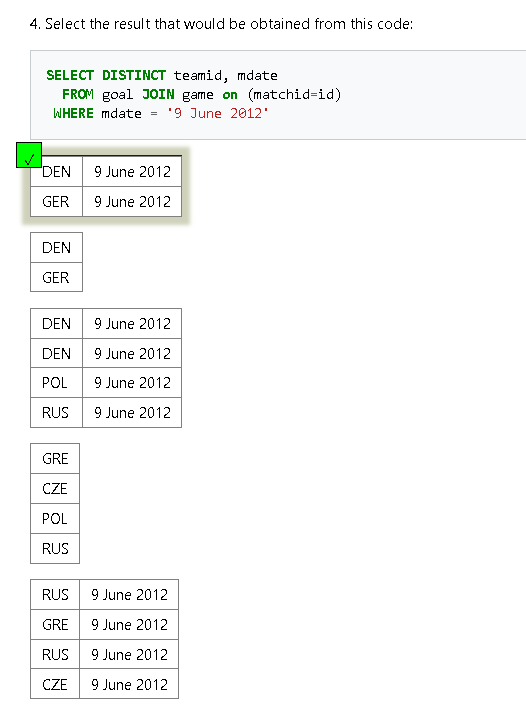 4. Select the result that would be obtained from this code:
SELECT DISTINCT teamid, mdate
FROM goal JOIN game on (matchid=id)
WHERE mdate = '9 June 2012'
✓
DEN 9 June 2012
GER 9 June 2012
DEN
GER
DEN 9 June 2012
DEN 9 June 2012
POL 9 June 2012
RUS 9 June 2012
GRE
CZE
POL
RUS
RUS 9 June 2012
GRE 9 June 2012
RUS 9 June 2012
CZE 9 June 2012